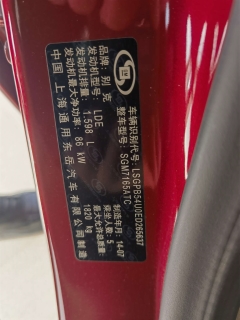 品牌 别克
发动机型号 LDE
发动机排量 1.598 L
发动机最大净功率 86 kW
中国 上海通用东岳汽车有限公司制造
车辆识别代号 LSGPB54U0ED265637
整车型号 SGM7165ATC
制造年月 14-07
乘坐人数 5
最大允许总质量 1820 kg